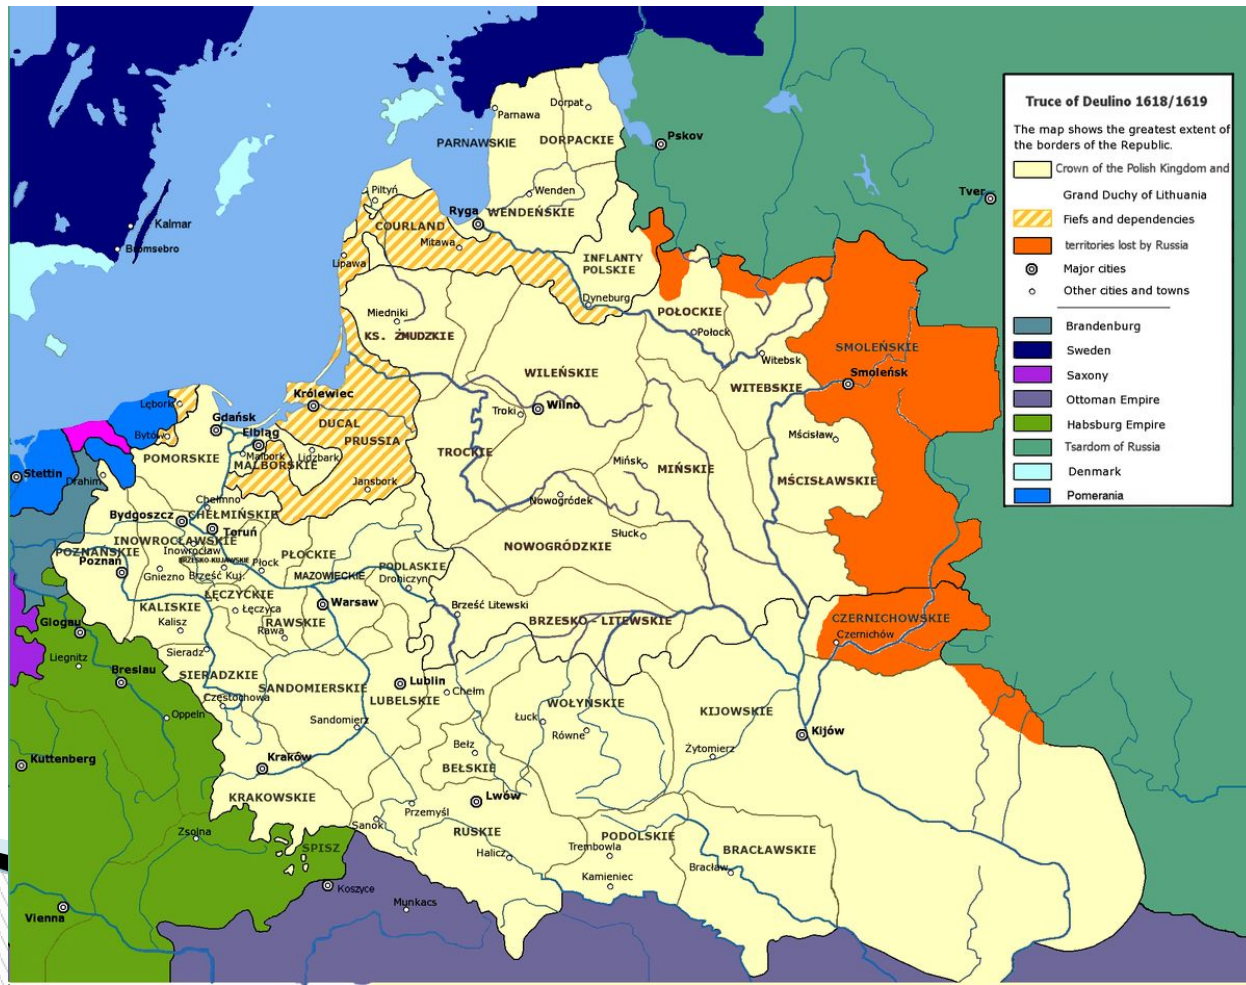 Truce of Deulino 1618/1619
The map shows the greatest extent of
the borders of the Republic.
Crown of the Polish Kingdom and
Grand Duchy of Lithuania
Fiefs and dependencies
territories lost by Russia
Major cities
Other cities and towns
Brandenburg
Sweden
Saxony
Ottoman Empire
Habsburg Empire
Tsardom of Russia
Denmark
Pomerania
Parnawa
Dorpat
PARNAWSKIE
DORPACKIE
Pskov
Tver
Piltyń
Wenden
Kalmar
Ryga
WENDEŃSKIE
COURLAND
Bromsebro
Mitawa
Lipawa
INFLANTY
POLSKIE
Dyneburg
Miedniki
POŁOCKIE
KS. ŻMUDZKIE
Połock
SMOLEŃSKIE
Witebsk
WILEŃSKIE
Smoleńsk
WITEBSKIE
Królewiec
Lębork
Troki
Wilno
Gdańsk
DUCAL
PRUSSIA
Bytów
Elbląg
Mścisław
POMORSKIE
Malbork
Lidzbark
TROCKIE
MALBORSKIE
Mińsk
MIŃSKIE
Stettin
Drahim
Jansbork
MŚCISŁAWSKIE
Chełmno
Nowogródek
Bydgoszcz
CHEŁMIŃSKIE
Toruń
Słuck
INOWROCŁAWSKIE
NOWOGRÓDZKIE
POZNAŃSKIE
Inowrocław
PŁOCKIE
BRZESKO-KUJAWSKIE
Poznań
Płock
PODLASKIE
Gniezno
Brześć Kuj.
MAZOWIECKIE
Drohiczyn
ŁĘCZYCKIE
KALISKIE
Łęczyca
Warsaw
Brześć Litewski
RAWSKIE
BRZESKO - LITEWSKIE
CZERNICHOWSKIE
Kalisz
Rawa
Glogau
Czernichów
Sieradz
Liegnitz
Breslau
SIERADZKIE
Lublin
SANDOMIERSKIE
Chełm
LUBELSKIE
Częstochowa
WOŁYŃSKIE
KIJOWSKIE
Oppeln
Sandomierz
Łuck
Równe
Kijów
Bełz
Żytomierz
Kraków
Kuttenberg
BEŁSKIE
KRAKOWSKIE
Lwów
Przemyśl
Sanok
Zsolna
RUSKIE
PODOLSKIE
SPISZ
Halicz
Trembowla
BRACŁAWSKIE
Bracław
Kamieniec
Koszyce
Munkacs
Vienna